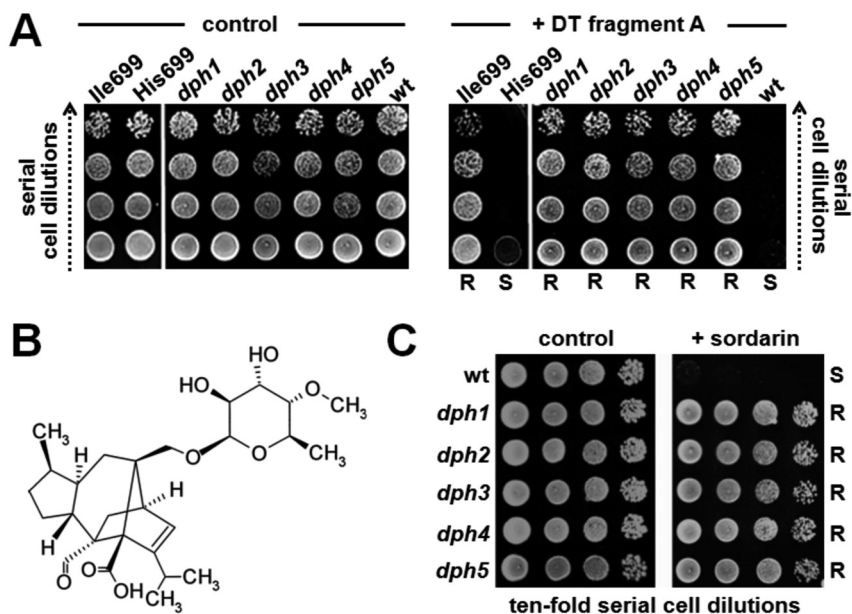 A
control
+ DT fragment A
Ile699 His699 dph1 dph2 dph3 dph4 dph5 wt
Ile699 His699 dph1 dph2 dph3 dph4 dph5 wt
serial
cell dilutions
serial
cell dilutions
R S R R R R R S
B
HO
OH
HO
O
CH3
CH3
H
O
O
CH3
H
H
O
O
OH
CH3
CH3
C
control
+ sordarin
wt S
dph1 R
dph2 R
dph3 R
dph4 R
dph5 R
ten-fold serial cell dilutions